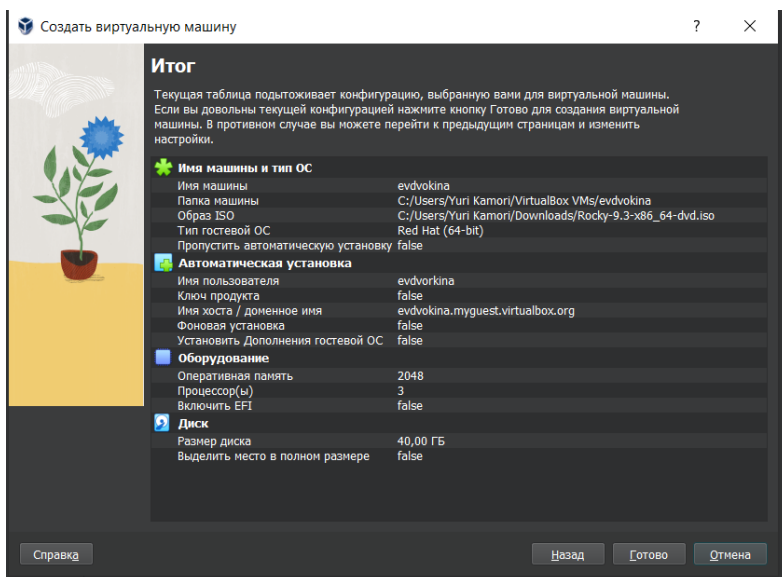 Создать виртуальную машину
?
Итог
Текущая таблица подытоживает конфигурацию, выбранную вами для виртуальной машины.
Если вы довольны текущей конфигурацией нажмите кнопку Готово для создания виртуальной
машины. В противном случае вы можете перейти к предыдущим страницам и изменить
настройки.
Имя машины и тип ОС
Имя машины evdvokina
Папка машины C:/Users/Yuri Kamori/VirtualBox VMs/evdvokina
Образ ISO C:/Users/Yuri Kamori/Downloads/Rocky-9.3-x86_64-dvd.iso
Тип гостевой ОС Red Hat (64-bit)
Пропустить автоматическую установку false
Автоматическая установка
Имя пользователя evdvorkina
Ключ продукта false
Имя хоста / доменное имя evdvokina.myguest.virtualbox.org
Фоновая установка false
Установить Дополнения гостевой ОС false
Оборудование
Оперативная память 2048
Процессор(ы) 3
Включить EFI false
Диск
Размер диска 40,00 ГБ
Выделить место в полном размере false
Справка Назад Готово Отмена